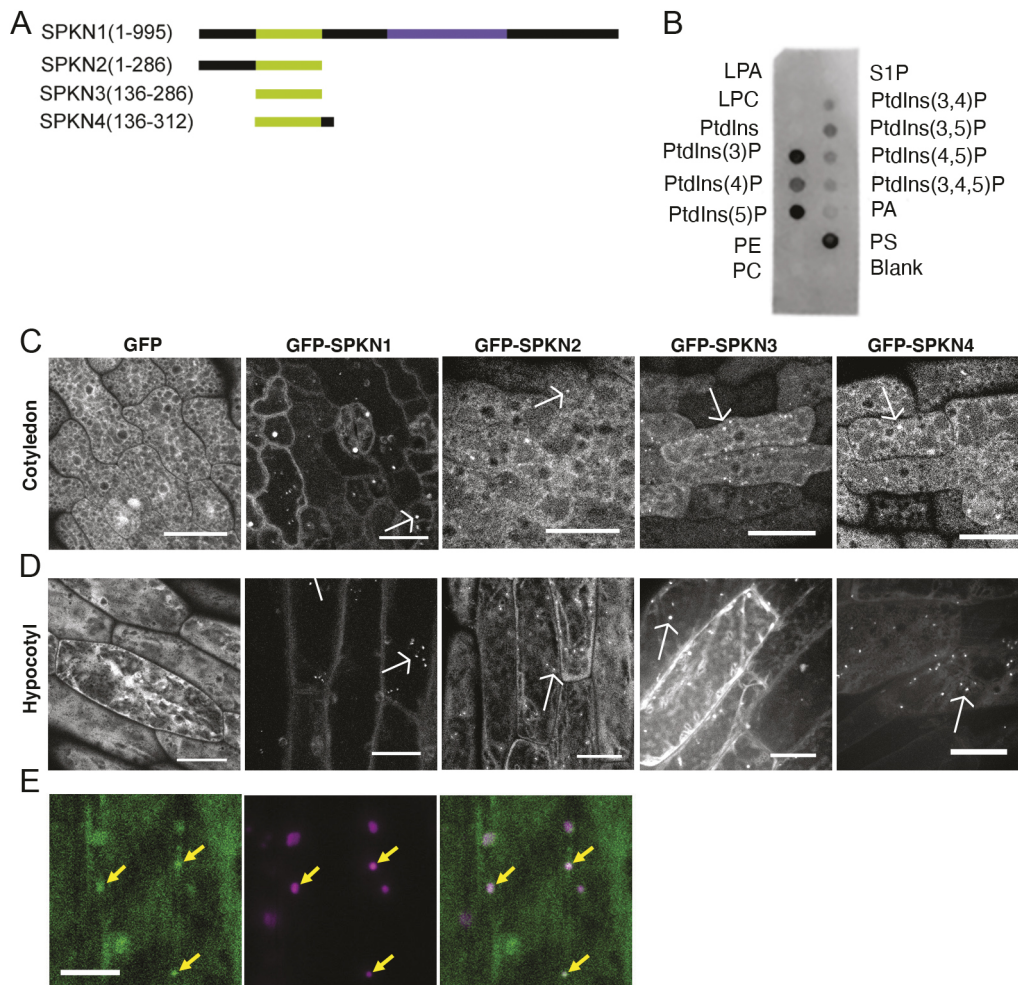 A
SPKN1(1-995)
SPKN2(1-286)
SPKN3(136-286)
SPKN4(136-312)
B
LPA
LPC
PtdIns
PtdIns(3)P
PtdIns(4)P
PtdIns(5)P
PE
PC
S1P
PtdIns(3,4)P
PtdIns(3,5)P
PtdIns(4,5)P
PtdIns(3,4,5)P
PA
PS
Blank
C
GFP
GFP-SPKN1
GFP-SPKN2
GFP-SPKN3
GFP-SPKN4
Cotyledon
D
Hypocotyl
E